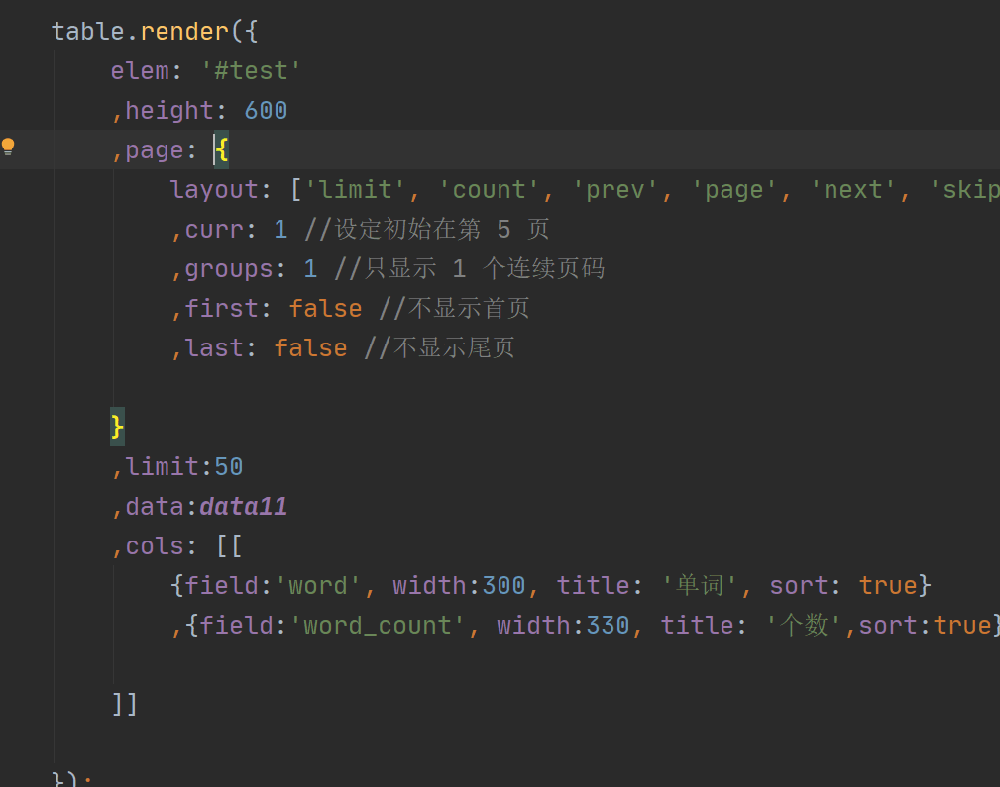 table.render({
elem: '#test'
,height: 600
,page: {
layout: ['limit', 'count', 'prev', 'page', 'next', 'skip
,curr: 1 //设定初始在第 5 页
,groups: 1 //只显示 1 个连续页码
,first: false //不显示首页
,last: false //不显示尾页
}
,limit:50
,data:data11
,cols: [[
{field:'word', width:300, title: '单词', sort: true}
,{field:'word_count', width:330, title: '个数',sort:true}
]]
});